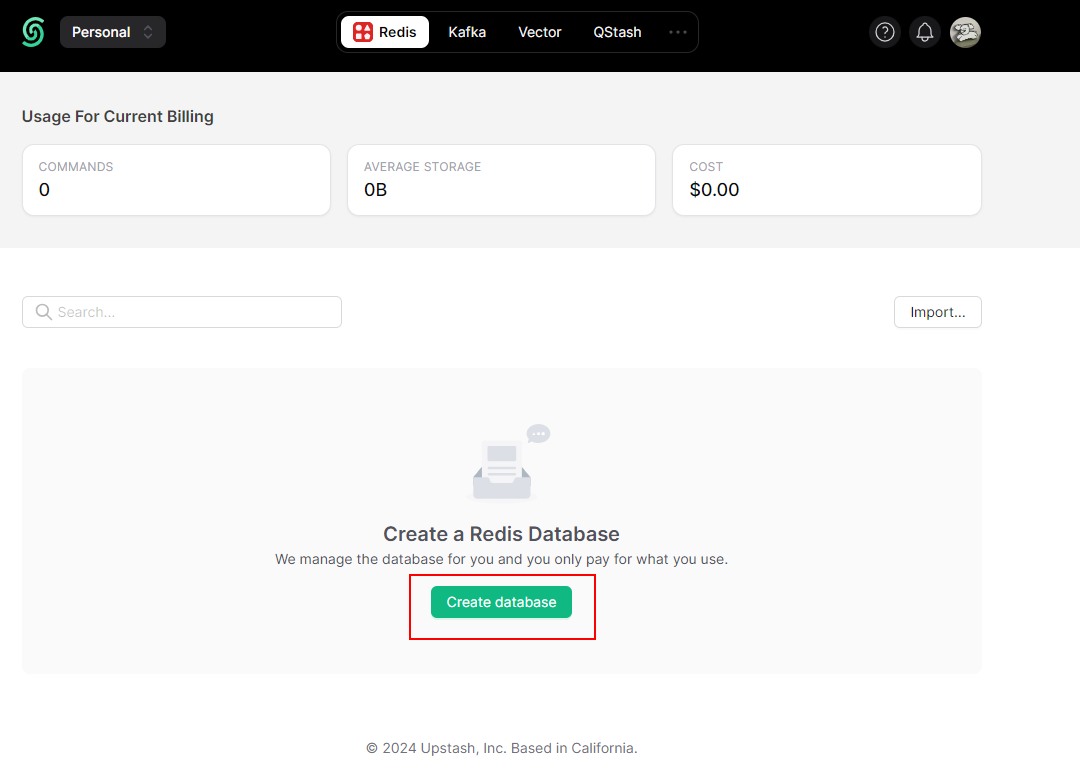 Personal
Redis Kafka Vector QStash
Usage For Current Billing
COMMANDS
0
AVERAGE STORAGE
0B
COST
$0.00
Search...
Import...
Create a Redis Database
We manage the database for you and you only pay for what you use.
Create database
© 2024 Upstash, Inc. Based in California.